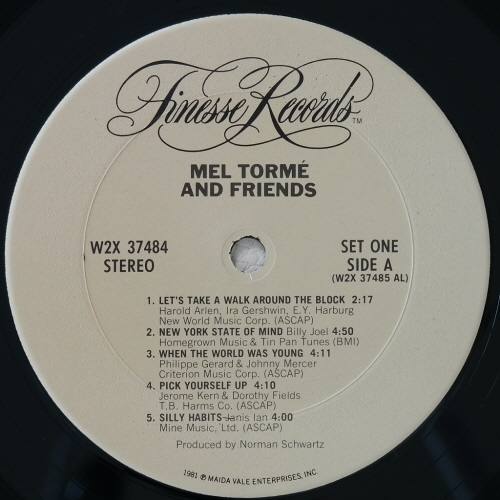 Finesse Records TM
MEL TORMÉ
AND FRIENDS
W2X 37484
STEREO
SET ONE
SIDE A
(W2X 37485 AL)
1. LET'S TAKE A WALK AROUND THE BLOCK 2:17
Harold Arlen, Ira Gershwin, E.Y. Harburg
New World Music Corp. (ASCAP)
2. NEW YORK STATE OF MIND Billy Joel 4:50
Homegrown Music & Tin Pan Tunes (BMI)
3. WHEN THE WORLD WAS YOUNG 4:11
Philippe Gerard & Johnny Mercer
Criterion Music Corp. (ASCAP)
4. PICK YOURSELF UP 4:10
Jerome Kern & Dorothy Fields
T.B. Harms Co. (ASCAP)
5. SILLY HABITS—Janis Ian 4:00
Mine Music, Ltd. (ASCAP)
Produced by Norman Schwartz
1981 ℗ MAIDA VALE ENTERPRISES, INC.